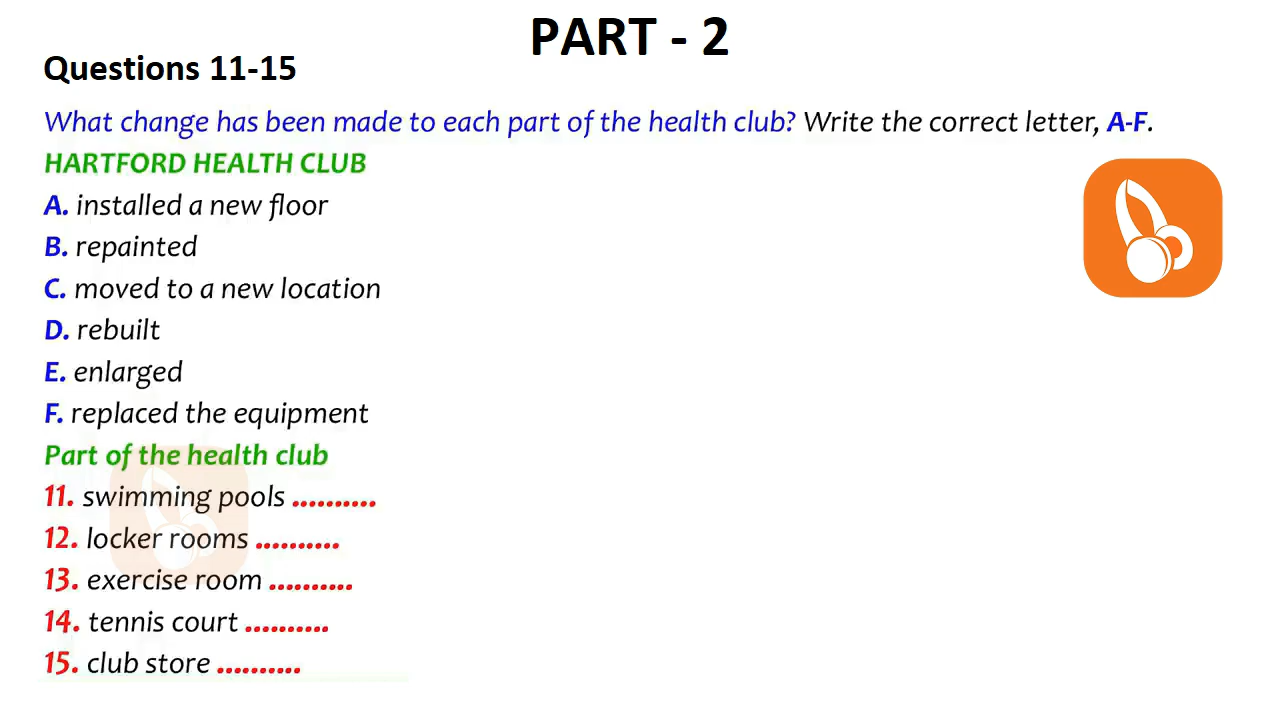 PART - 2
Questions 11-15
What change has been made to each part of the health club? Write the correct letter, A-F.
HARTFORD HEALTH CLUB
A. installed a new floor
B. repainted
C. moved to a new location
D. rebuilt
E. enlarged
F. replaced the equipment
Part of the health club
11. swimming pools ..........
12. locker rooms ..........
13. exercise room ..........
14. tennis court ..........
15. club store ..........